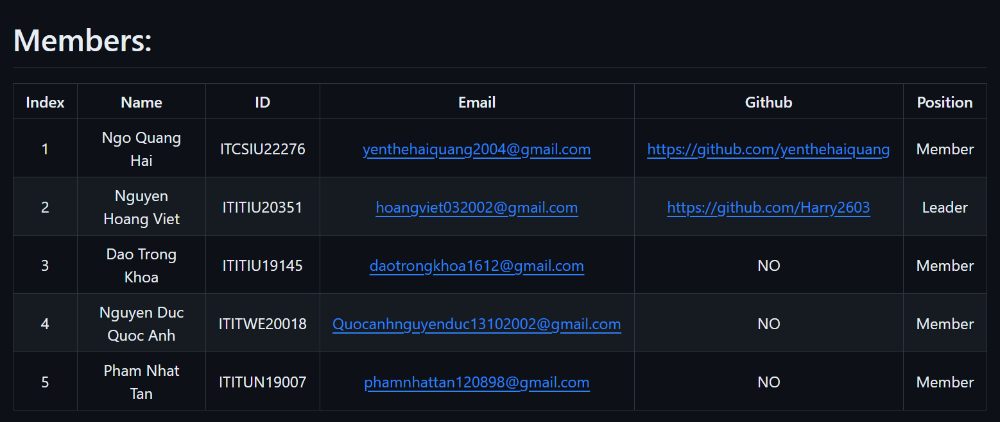 Members:
Index Name ID Email Github Position
1 Ngo Quang Hai ITCSIU22276 yenthehaiquang2004@gmail.com https://github.com/yenthehaiquang Member
2 Nguyen Hoang Viet ITITIU20351 hoangviet032002@gmail.com https://github.com/Harry2603 Leader
3 Dao Trong Khoa ITITIU19145 daotrongkhoa1612@gmail.com NO Member
4 Nguyen Duc Quoc Anh ITITWE20018 Quocanhnguyenduc13102002@gmail.com NO Member
5 Pham Nhat Tan ITITUN19007 phamnhattan120898@gmail.com NO Member